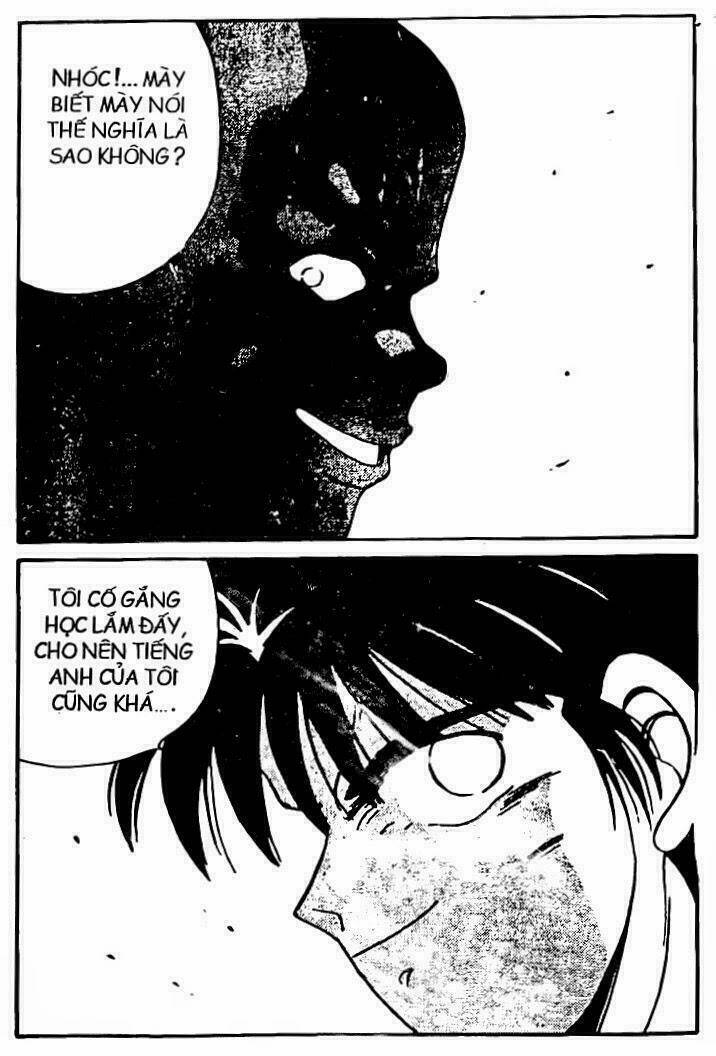 NHÓC!... MÀY
BIẾT MÀY NÓI
THẾ NGHĨA LÀ
SAO KHÔNG?
TÔI CỐ GẮNG
HỌC LẮM ĐẤY,
CHO NÊN TIẾNG
ANH CỦA TÔI
CŨNG KHÁ....